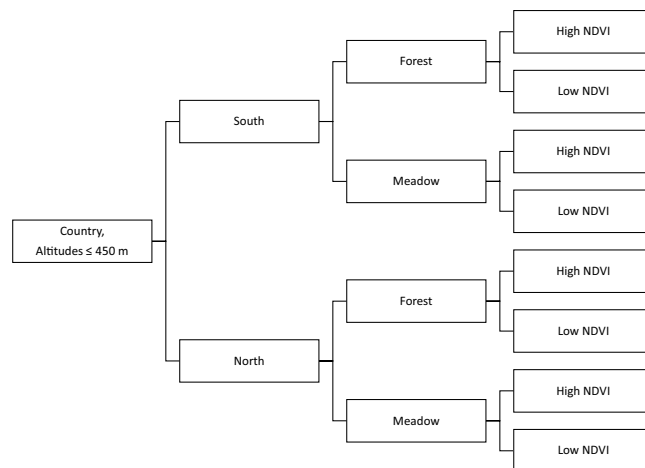 Country,
Altitudes ≤ 450 m
South
Forest
High NDVI
Low NDVI
Meadow
High NDVI
Low NDVI
North
Forest
High NDVI
Low NDVI
Meadow
High NDVI
Low NDVI